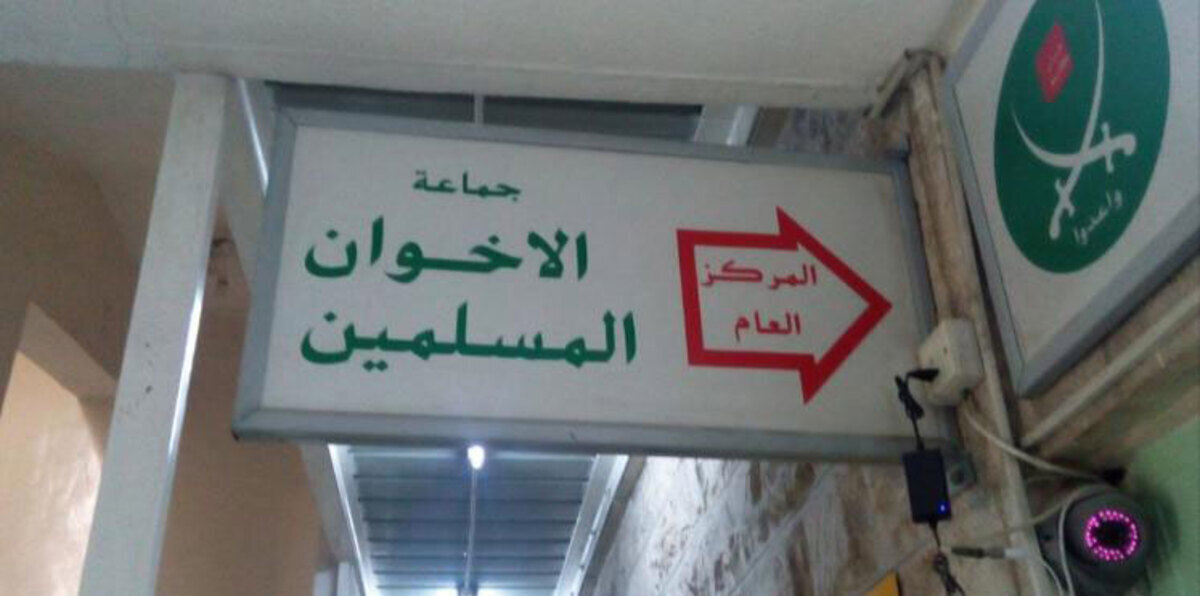 جماعة
الاخوان
المسلمين
المركز
العام
واعدوا